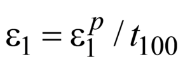 ε₁ = ε₁ᵖ / t₁₀₀